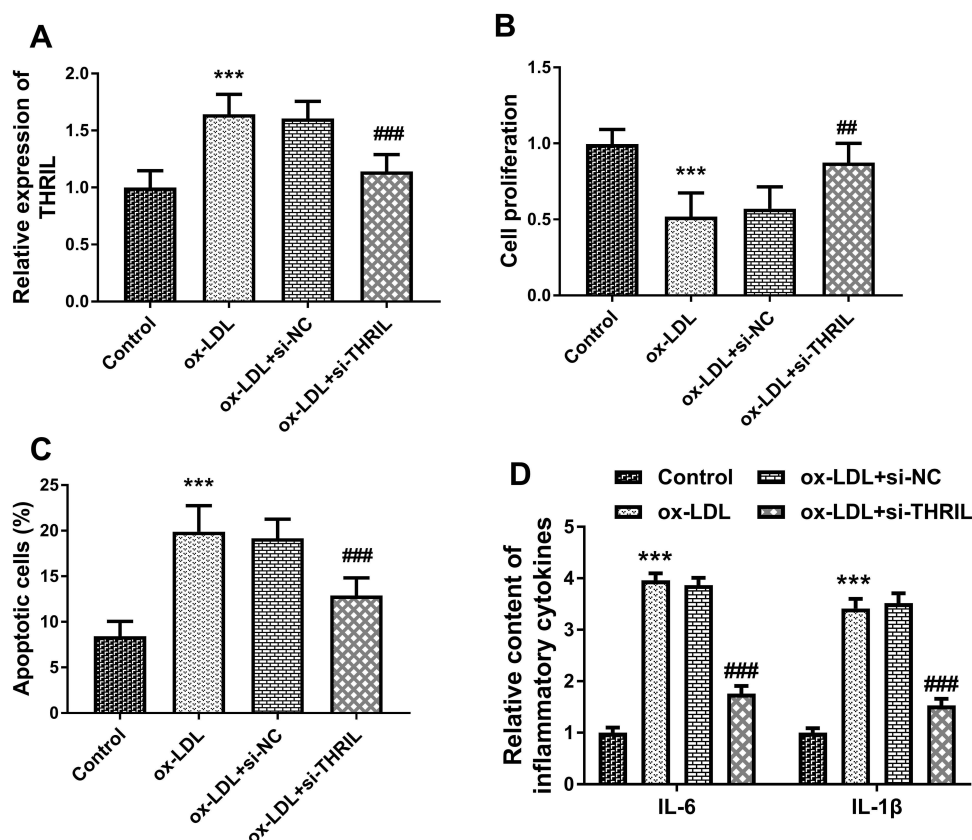 A
Relative expression of
THRIL
2.0
1.5
1.0
0.5
0.0
***
###
Control
ox-LDL
ox-LDL+si-NC
ox-LDL+si-THRIL
B
Cell proliferation
1.5
1.0
0.5
0.0
***
##
Control
ox-LDL
ox-LDL+si-NC
ox-LDL+si-THRIL
C
Apoptotic cells (%)
25
20
15
10
5
0
***
###
Control
ox-LDL
ox-LDL+si-NC
ox-LDL+si-THRIL
D
Control
ox-LDL+si-NC
ox-LDL
ox-LDL+si-THRIL
Relative content of
inflammatory cytokines
5
4
3
2
1
0
***
###
***
###
IL-6
IL-1β